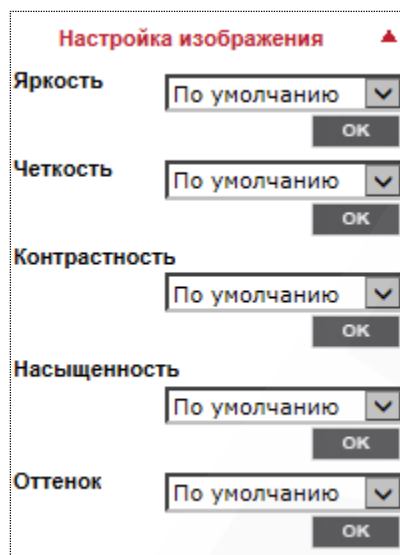 Настройка изображения
Яркость
По умолчанию
OK
Четкость
По умолчанию
OK
Контрастность
По умолчанию
OK
Насыщенность
По умолчанию
OK
Оттенок
По умолчанию
OK